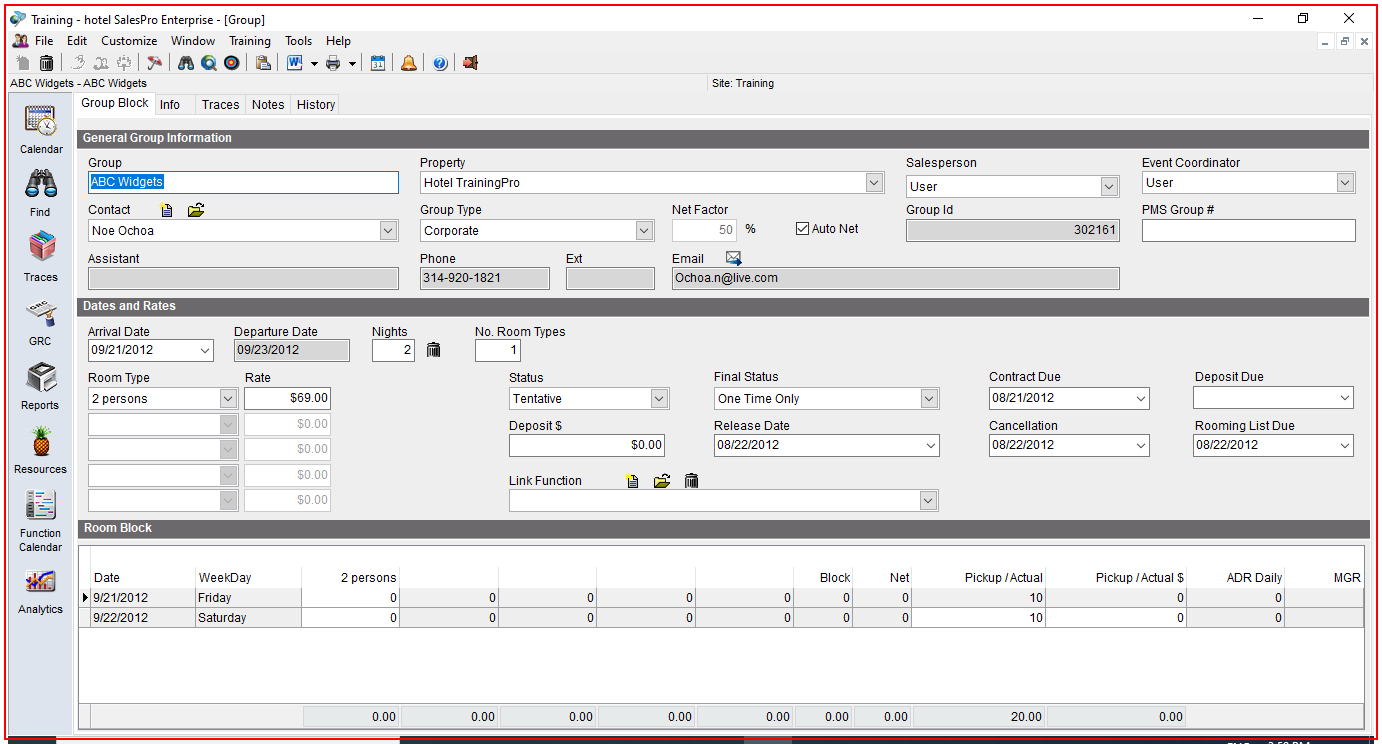 Training - hotel SalesPro Enterprise - [Group]
File Edit Customize Window Training Tools Help
ABC Widgets - ABC Widgets Site: Training
Group Block Info Traces Notes History
Calendar
Find
Traces
GRC
Reports
Resources
Function
Calendar
Analytics
General Group Information
Group Property Salesperson Event Coordinator
ABC Widgets Hotel TrainingPro User User
Contact Group Type Net Factor Group Id PMS Group #
Noe Ochoa Corporate 50 % Auto Net 302161
Assistant Phone Ext Email
314-920-1821 Ochoa.n@live.com
Dates and Rates
Arrival Date Departure Date Nights No. Room Types
09/21/2012 09/23/2012 2 1
Room Type Rate Status Final Status Contract Due Deposit Due
2 persons $69.00 Tentative One Time Only 08/21/2012
$0.00 Deposit $ Release Date Cancellation Rooming List Due
$0.00 $0.00 08/22/2012 08/22/2012 08/22/2012
$0.00 Link Function
$0.00
Room Block
Date WeekDay 2 persons Block Net Pickup / Actual Pickup / Actual $ ADR Daily MGR
9/21/2012 Friday 0 0 0 0 0 0 0 10 0 0
9/22/2012 Saturday 0 0 0 0 0 0 0 10 0 0
0.00 0.00 0.00 0.00 0.00 0.00 0.00 20.00 0.00